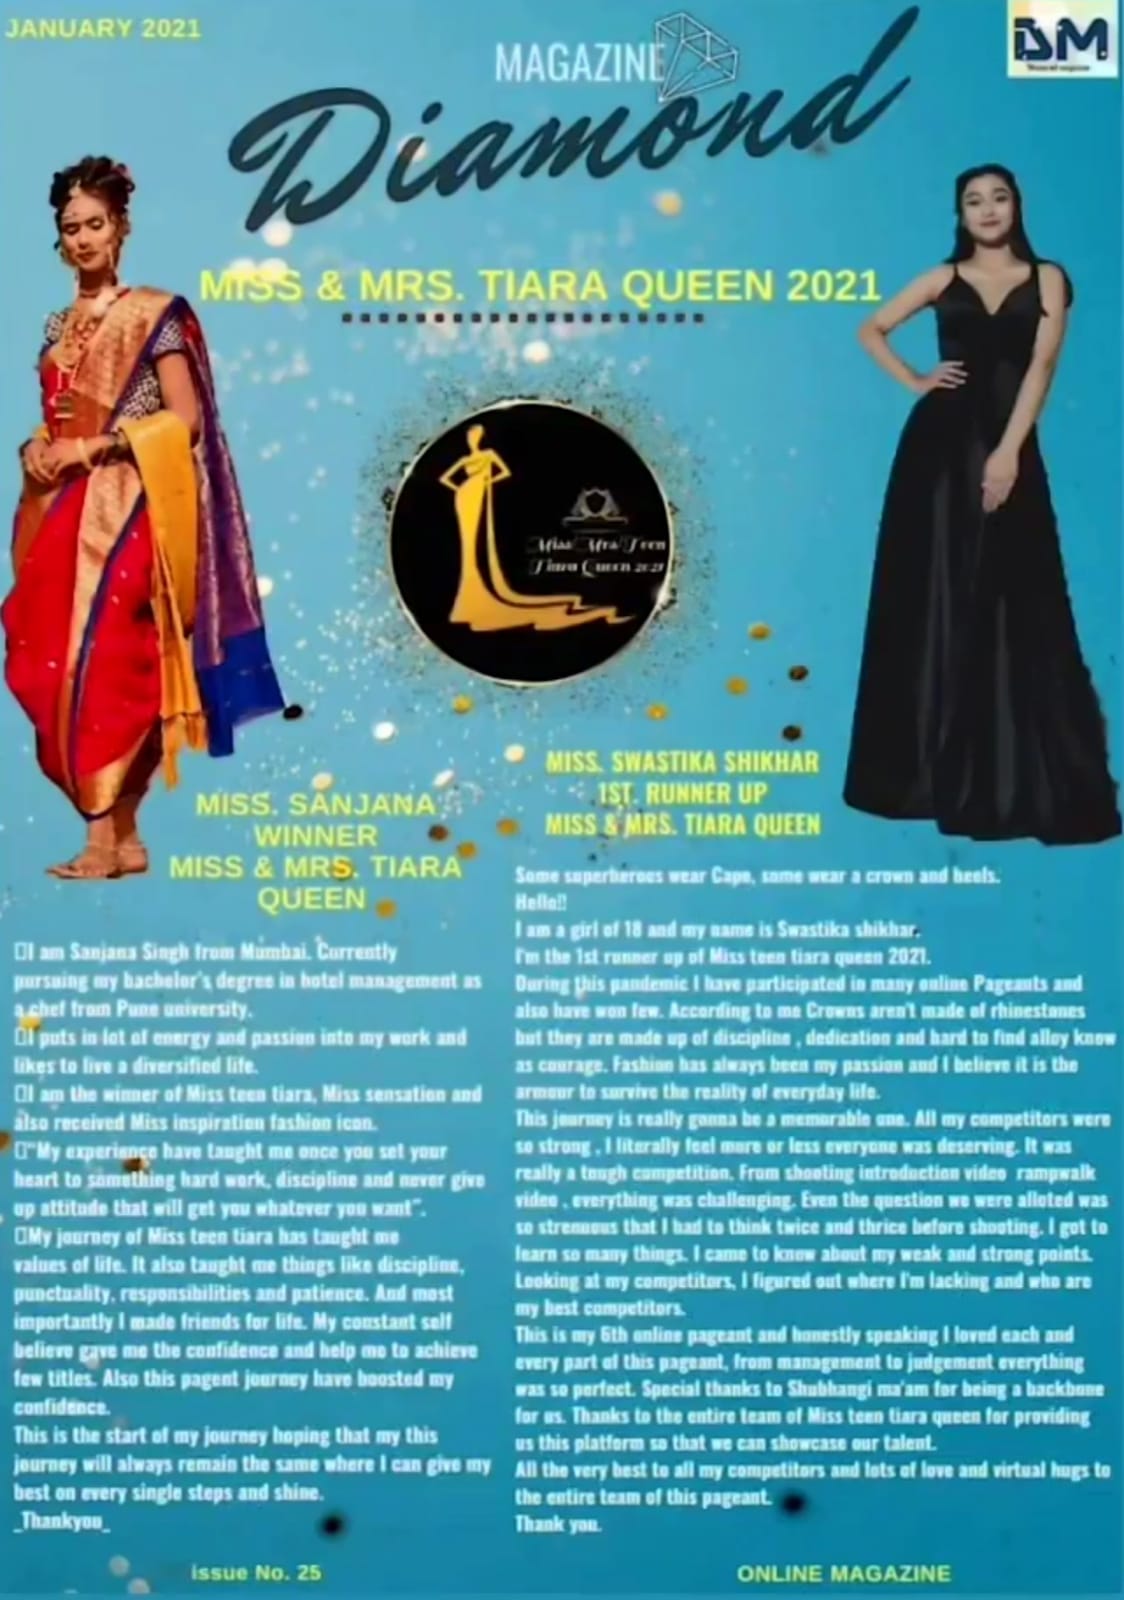 JANUARY 2021
MAGAZINE
Diamond
DM
MISS & MRS. TIARA QUEEN 2021
Miss/Mrs/Teen
Tiara Queen 2021
MISS. SANJANA
WINNER
MISS & MRS. TIARA
QUEEN
I am Sanjana Singh from Mumbai. Currently
pursuing my bachelor's degree in hotel management as
a chef from Pune university.
I puts in lot of energy and passion into my work and
likes to live a diversified life.
I am the winner of Miss teen tiara, Miss sensation and
also received Miss inspiration fashion icon.
"My experience have taught me once you set your
heart to something hard work, discipline and never give
up attitude that will get you whatever you want".
My journey of Miss teen tiara has taught me
values of life. It also taught me things like discipline,
punctuality, responsibilities and patience. And most
importantly I made friends for life. My constant self
believe gave me the confidence and help me to achieve
few titles. Also this pagent journey have boosted my
confidence.
This is the start of my journey hoping that my this
journey will always remain the same where I can give my
best on every single steps and shine.
_Thankyou_
MISS. SWASTIKA SHIKHAR
1ST. RUNNER UP
MISS & MRS. TIARA QUEEN
Some superheroes wear Cape, some wear a crown and heels.
Hello!!
I am a girl of 18 and my name is Swastika shikhar.
I'm the 1st runner up of Miss teen tiara queen 2021.
During this pandemic I have participated in many online Pageants and
also have won few. According to me Crowns aren't made of rhinestones
but they are made up of discipline , dedication and hard to find alloy know
as courage. Fashion has always been my passion and I believe it is the
armour to survive the reality of everyday life.
This journey is really gonna be a memorable one. All my competitors were
so strong , I literally feel more or less everyone was deserving. It was
really a tough competition. From shooting introduction video rampwalk
video , everything was challenging. Even the question we were alloted was
so strenuous that I had to think twice and thrice before shooting. I got to
learn so many things. I came to know about my weak and strong points.
Looking at my competitors, I figured out where I'm lacking and who are
my best competitors.
This is my 6th online pageant and honestly speaking I loved each and
every part of this pageant, from management to judgement everything
was so perfect. Special thanks to Shubhangi ma'am for being a backbone
for us. Thanks to the entire team of Miss teen tiara queen for providing
us this platform so that we can showcase our talent.
All the very best to all my competitors and lots of love and virtual hugs to
the entire team of this pageant.
Thank you.
issue No. 25
ONLINE MAGAZINE